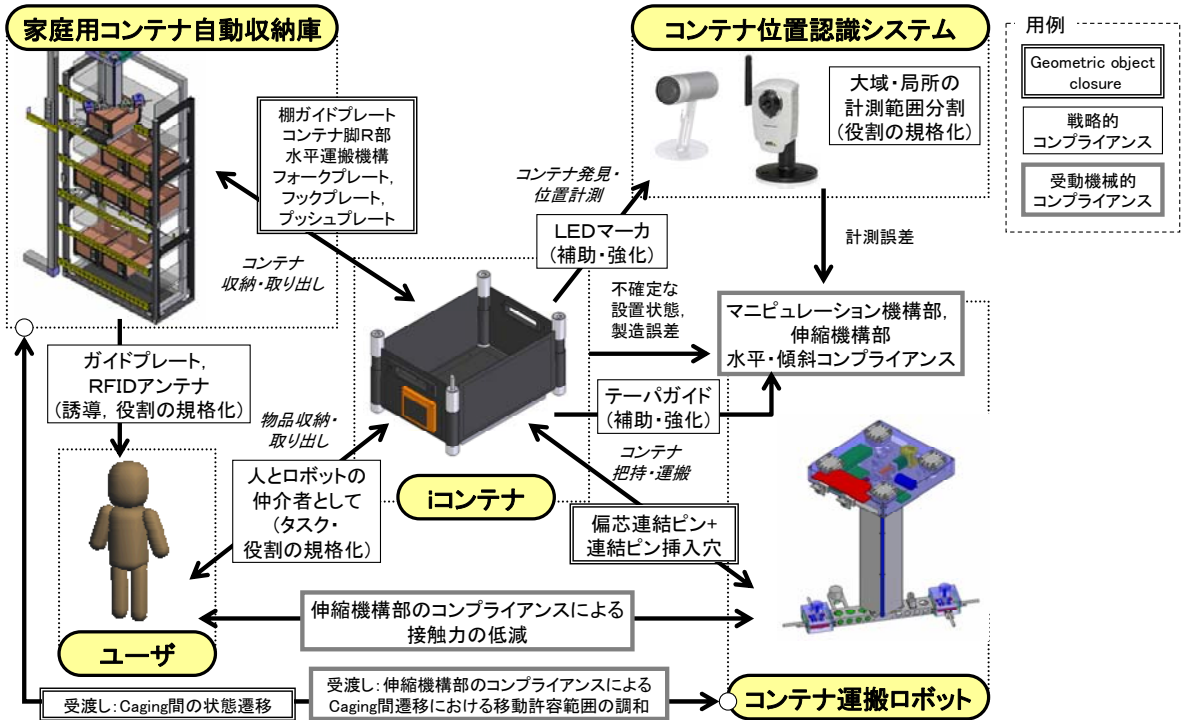 家庭用コンテナ自動収納庫
コンテナ位置認識システム
用例
Geometric object
closure
戦略的
コンプライアンス
受動機械的
コンプライアンス
大域・局所の
計測範囲分割
(役割の規格化)
棚ガイドプレート
コンテナ脚R部
水平運搬機構
フォークプレート,
フックプレート,
プッシュプレート
コンテナ発見・
位置計測
LEDマーカ
(補助・強化)
計測誤差
コンテナ
収納・取り出し
不確定な
設置状態,
製造誤差
マニピュレーション機構部,
伸縮機構部
水平・傾斜コンプライアンス
ガイドプレート,
RFIDアンテナ
(誘導, 役割の規格化)
テーパガイド
(補助・強化)
物品収納・
取り出し
コンテナ
把持・運搬
人とロボットの
仲介者として
(タスク・
役割の規格化)
iコンテナ
偏芯連結ピン+
連結ピン挿入穴
伸縮機構部のコンプライアンスによる
接触力の低減
ユーザ
受渡し:Caging間の状態遷移
受渡し:伸縮機構部のコンプライアンスによる
Caging間遷移における移動許容範囲の調和
コンテナ運搬ロボット